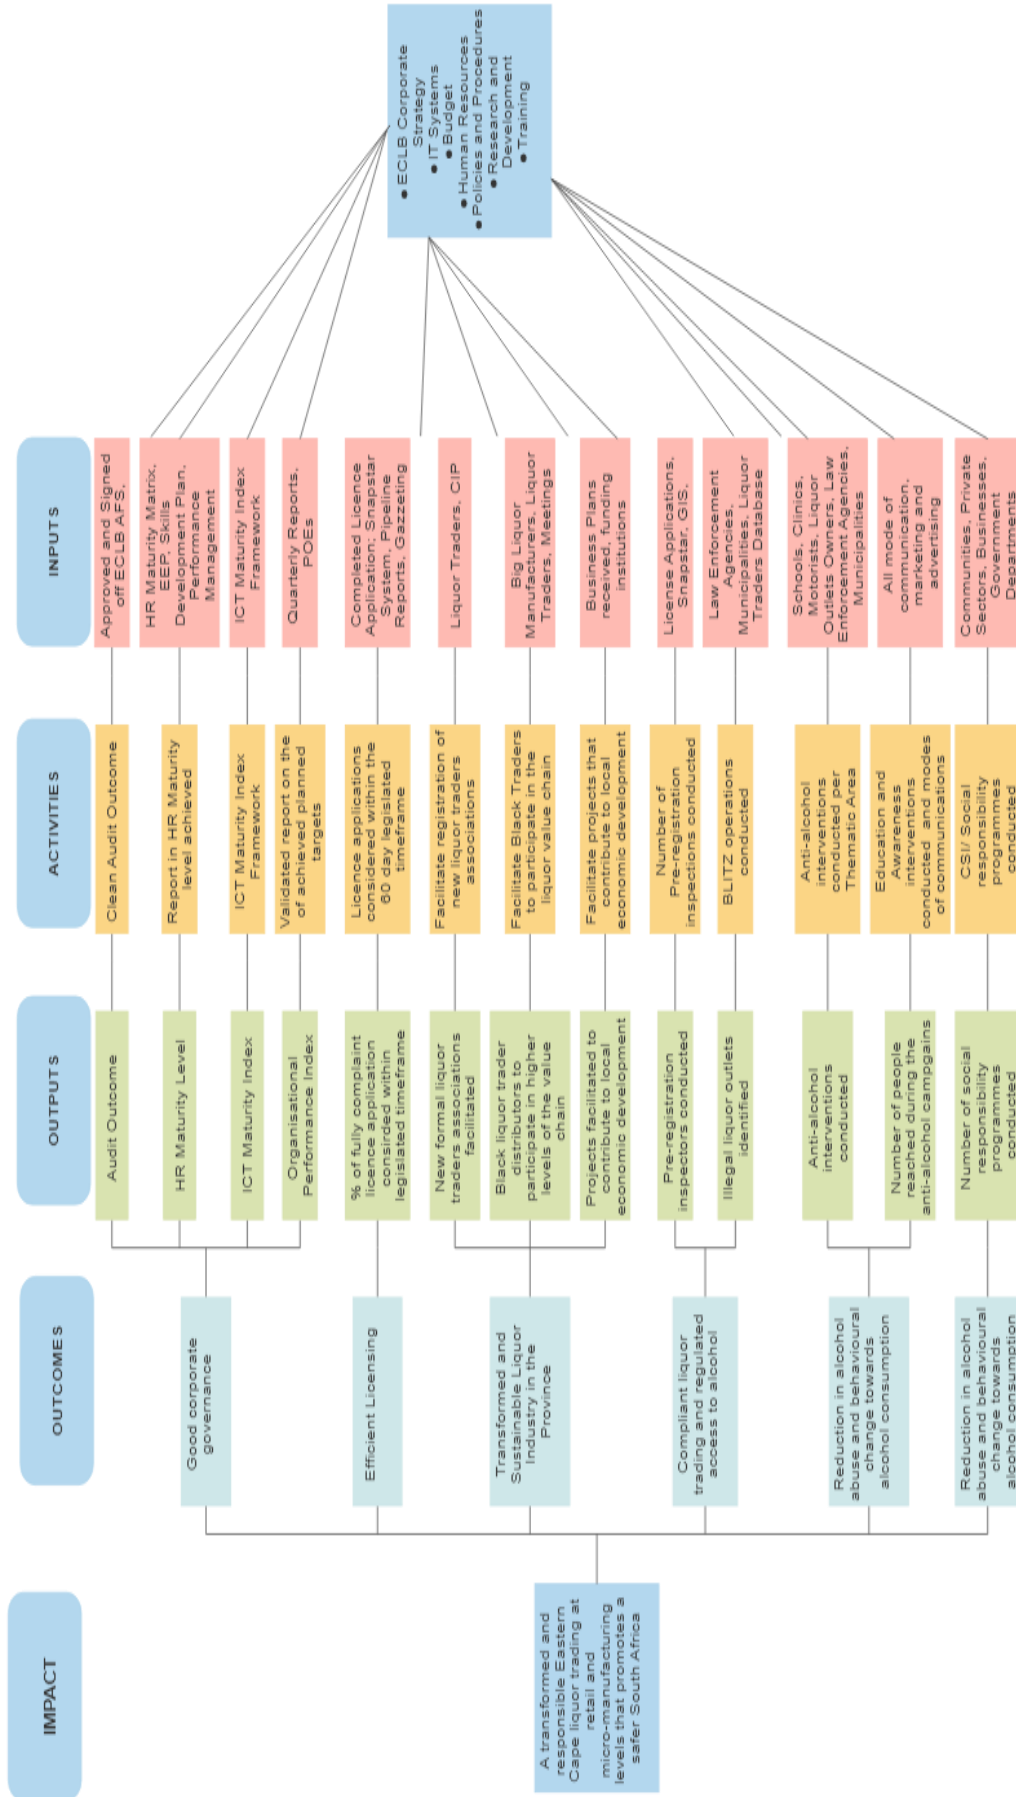 IMPACT
A transformed and
responsible Eastern
Cape liquor trading at
retail and
micro-manufacturing
levels that promotes a
safer South Africa
OUTCOMES
Good corporate
governance
Efficient Licensing
Transformed and
Sustainable Liquor
Industry in the
Province
Compliant liquor
trading and regulated
access to alcohol
Reduction in alcohol
abuse and behavioural
change towards
alcohol consumption
Reduction in alcohol
abuse and behavioural
change towards
alcohol consumption
OUTPUTS
Audit Outcome
HR Maturity Level
ICT Maturity Index
Organisational
Performance Index
% of fully complaint
licence application
consirded within
legislated timeframe
New formal liquor
traders associations
facilitated
Black liquor trader
distributors to
participate in higher
levels of the value
chain
Projects facilitated to
contribute to local
economic development
Pre-registration
inspectors conducted
Illegal liquor outlets
identified
Anti-alcohol
interventions
conducted
Number of people
reached during the
anti-alcohol campgains
Number of social
responsibility
programmes
conducted
ACTIVITIES
Clean Audit Outcome
Report in HR Maturity
level achieved
ICT Maturity Index
Framework
Validated report on the
of achieved planned
targets
Licence applications
considered within the
60 day legislated
timeframe
Facilitate registration of
new liquor traders
associations
Facilitate Black Traders
to participate in the
liquor value chain
Facilitate projects that
contribute to local
economic development
Number of
Pre-registration
inspections conducted
BLITZ operations
conducted
Anti-alcohol
interventions
conducted per
Thematic Area
Education and
Awareness
interventions
conducted and modes
of communications
CSI/ Social
responsibility
programmes
conducted
INPUTS
Approved and Signed
off ECLB AFS,
HR Maturity Matrix,
EEP, Skills
Development Plan,
Performance
Management
ICT Maturity Index
Framework
Quarterly Reports,
POEs
Completed Licence
Application; Snapstar
System, Pipeline
Reports, Gazzeting
Liquor Traders, CIP
Big Liquor
Manufacturers, Liquor
Traders, Meetings
Business Plans
received, funding
institutions
License Applications,
Snapstar, GIS,
Law Enforcement
Agencies,
Municipalities, Liquor
Traders Database
Schools, Clinics,
Motorists, Liquor
Outlets Owners, Law
Enforcement Agencies,
Municipalities
All mode of
communication,
marketing and
advertising
Communities, Private
Sectors, Businesses,
Government
Departments
● ECLB Corporate
Strategy
● IT Systems
● Budget
● Human Resources
● Policies and Procedures
● Research and
Development
● Training